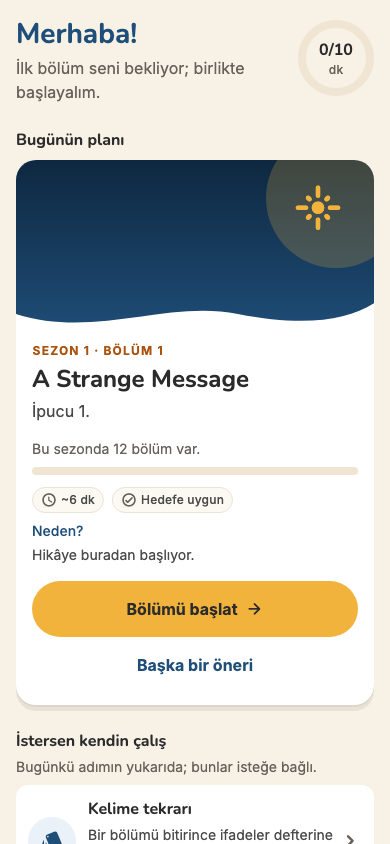 Merhaba!
İlk bölüm seni bekliyor; birlikte
başlayalım.
0/10
dk
Bugünün planı
SEZON 1 · BÖLÜM 1
A Strange Message
İpucu 1.
Bu sezonda 12 bölüm var.
~6 dk
Hedefe uygun
Neden?
Hikâye buradan başlıyor.
Bölümü başlat →
Başka bir öneri
İstersen kendin çalış
Bugünkü adımın yukarıda; bunlar isteğe bağlı.
Kelime tekrarı
Bir bölümü bitirince ifadeler defterine